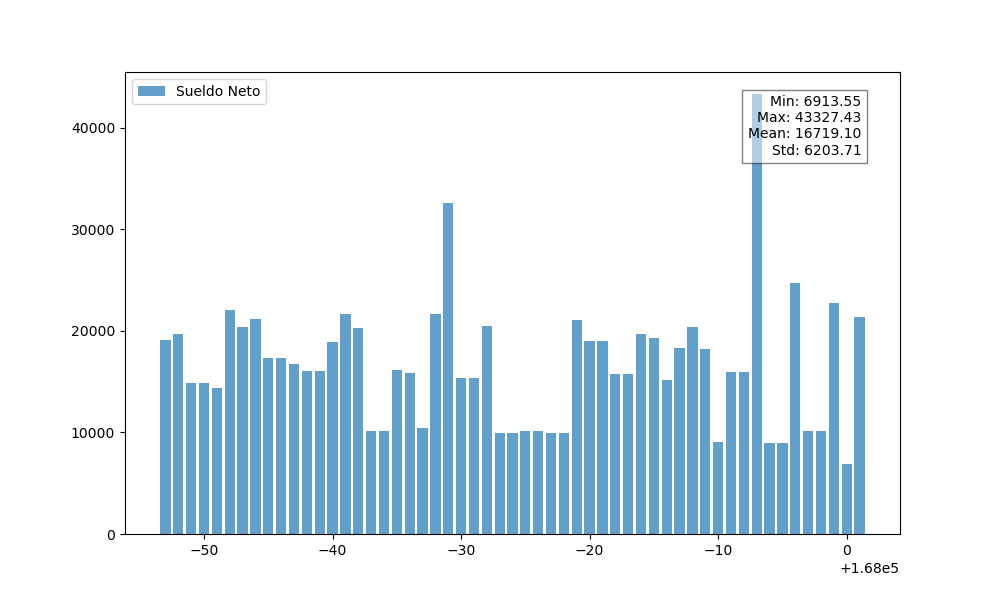 Sueldo Neto
Min: 6913.55
Max: 43327.43
Mean: 16719.10
Std: 6203.71
40000
30000
20000
10000
0
−50
−40
−30
−20
−10
0
+1.68e5